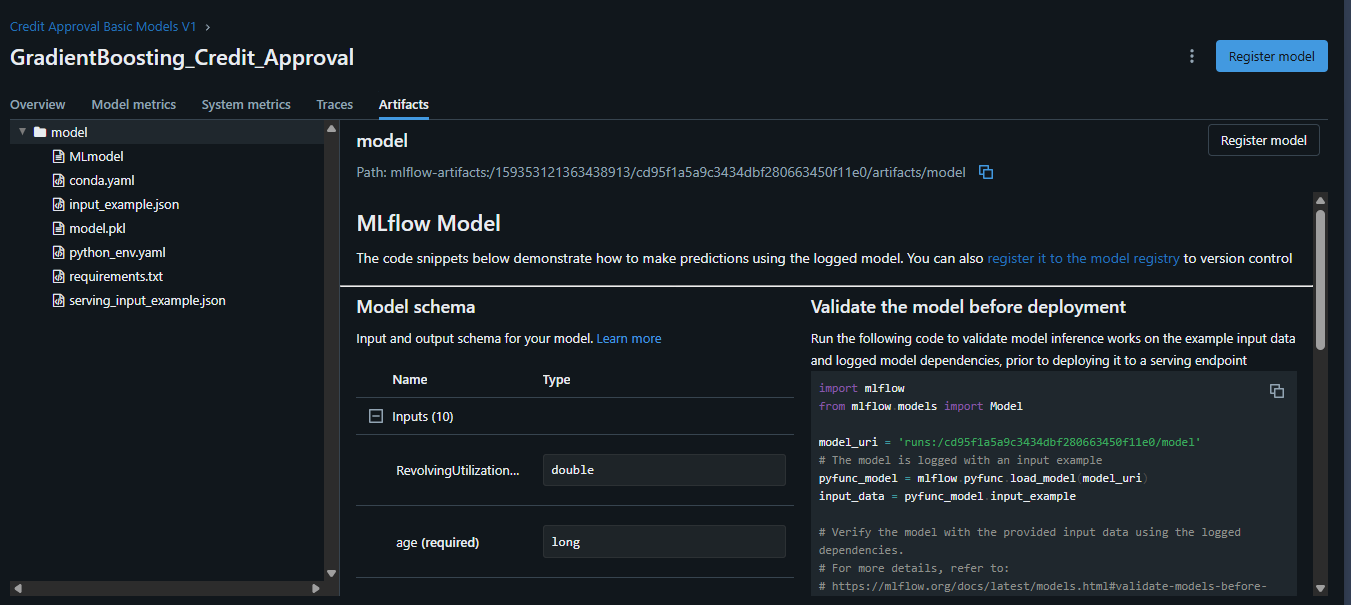 Credit Approval Basic Models V1 ›
GradientBoosting_Credit_Approval
Register model
Overview Model metrics System metrics Traces Artifacts
model
MLmodel
conda.yaml
input_example.json
model.pkl
python_env.yaml
requirements.txt
serving_input_example.json
model
Register model
Path: mlflow-artifacts:/159353121363438913/cd95f1a5a9c3434dbf280663450f11e0/artifacts/model
MLflow Model
The code snippets below demonstrate how to make predictions using the logged model. You can also register it to the model registry to version control
Model schema
Input and output schema for your model. Learn more
Name Type
Inputs (10)
RevolvingUtilization... double
age (required) long
Validate the model before deployment
Run the following code to validate model inference works on the example input data
and logged model dependencies, prior to deploying it to a serving endpoint
import mlflow
from mlflow.models import Model
model_uri = 'runs:/cd95f1a5a9c3434dbf280663450f11e0/model'
# The model is logged with an input example
pyfunc_model = mlflow.pyfunc.load_model(model_uri)
input_data = pyfunc_model.input_example
# Verify the model with the provided input data using the logged
dependencies.
# For more details, refer to:
# https://mlflow.org/docs/latest/models.html#validate-models-before-